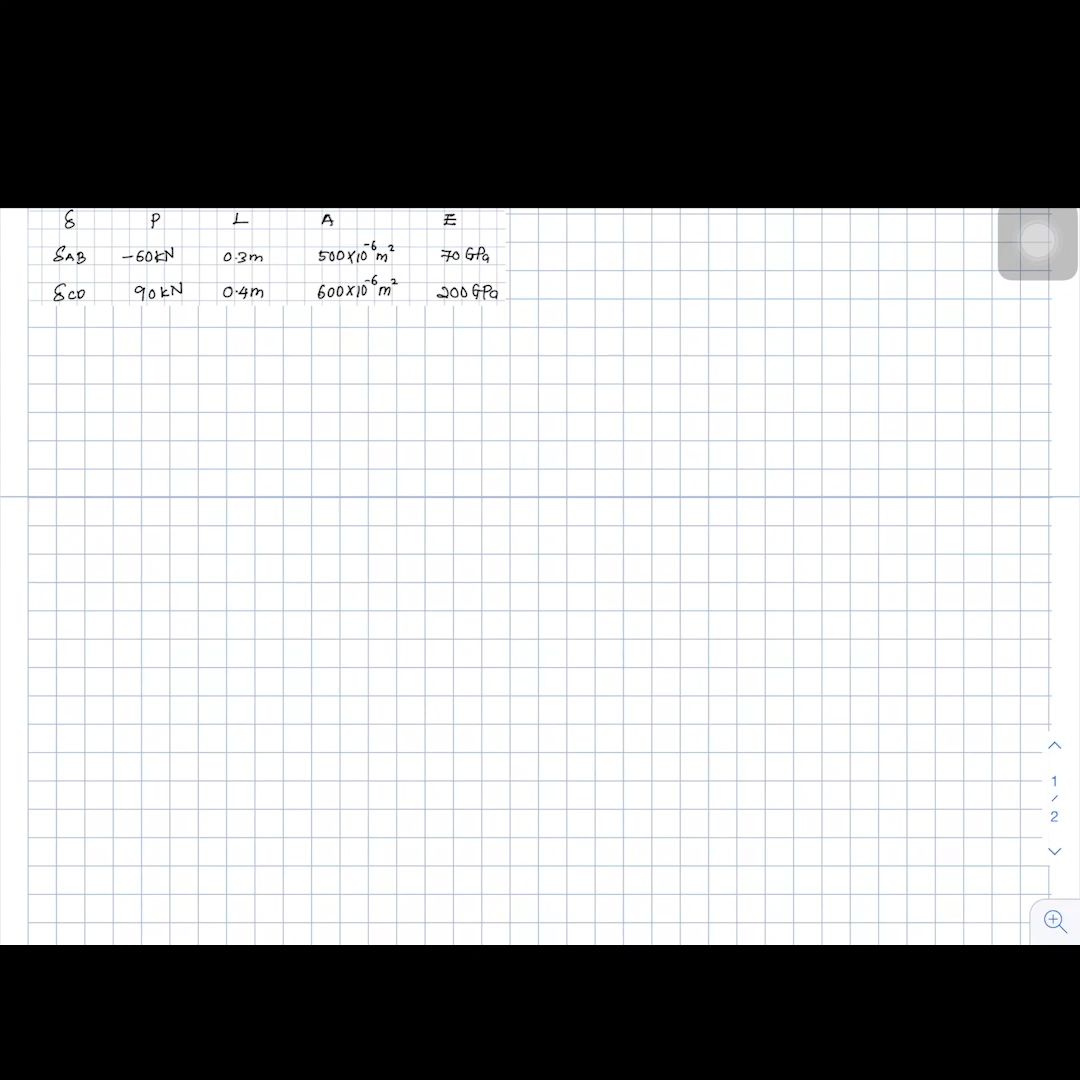 δ P L A E
δAB -60kN 0.3m 500×10⁻⁶m² 70 GPa
δCD 90kN 0.4m 600×10⁻⁶m² 200 GPa
1
/
2